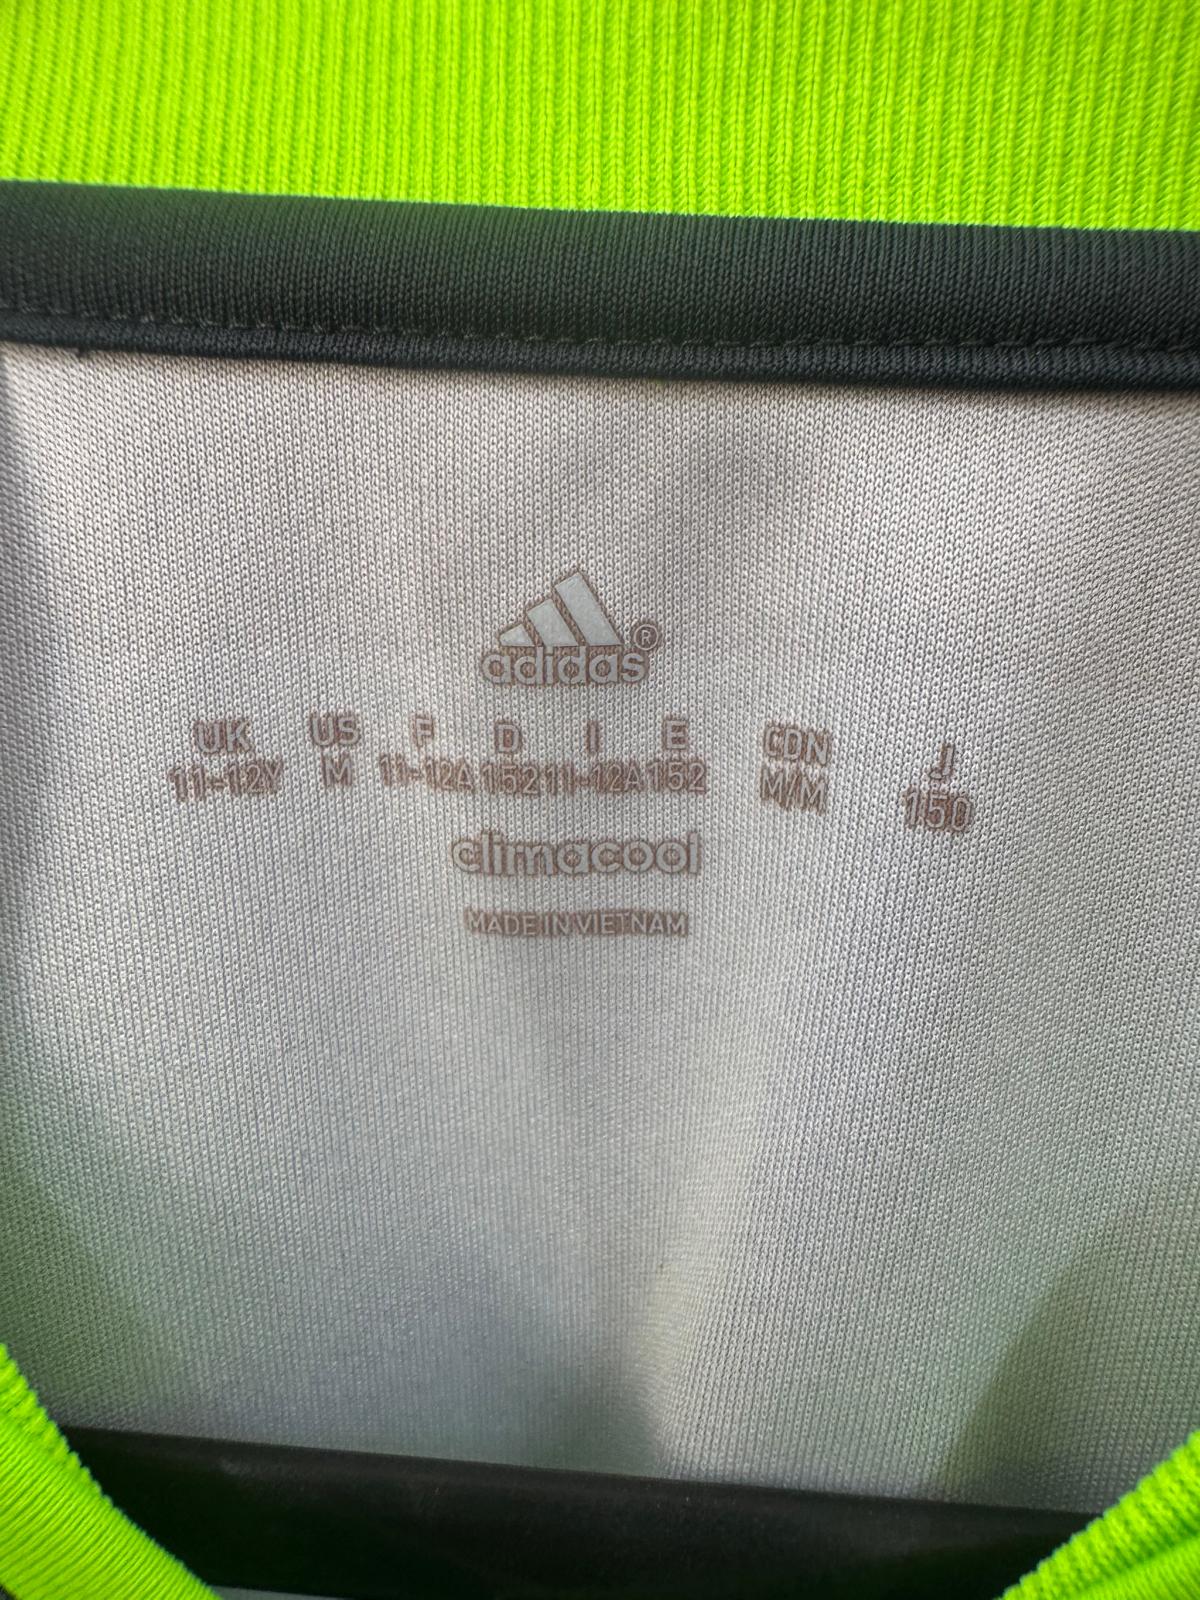 adidas®
UK US F D I E CDN J
11-12Y M 11-12A 152 11-12A 152 M/M 150
climacool
MADE IN VIETNAM